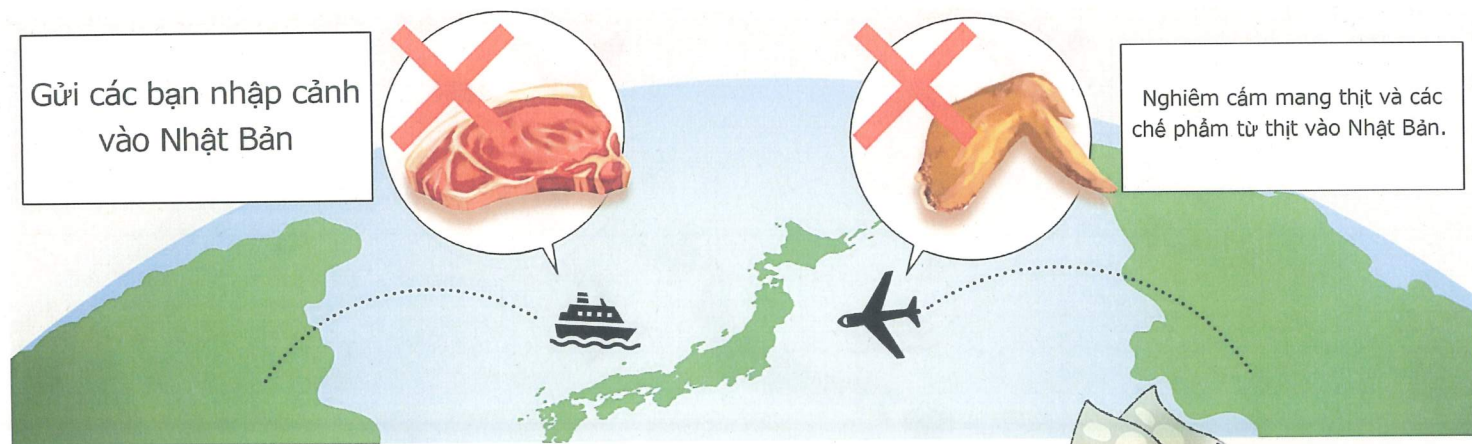 Gửi các bạn nhập cảnh
vào Nhật Bản
Nghiêm cấm mang thịt và các
chế phẩm từ thịt vào Nhật Bản.